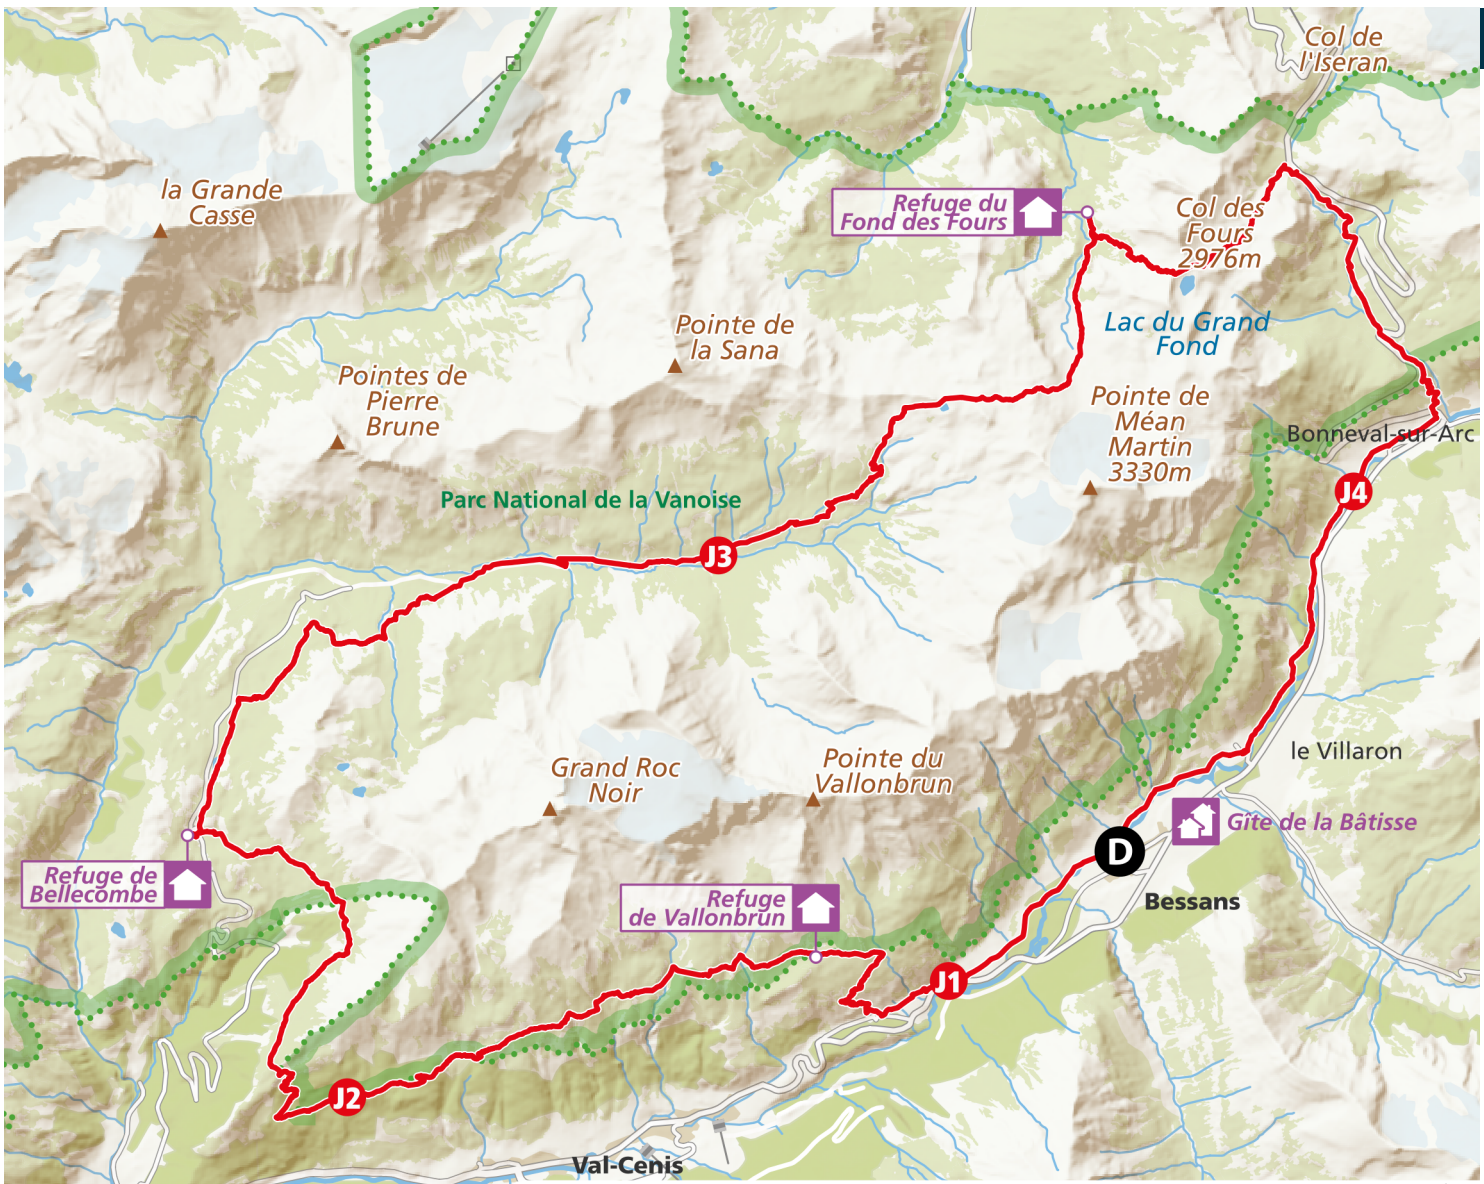 Col de
l'Iseran
la Grande
Casse
Refuge du
Fond des Fours
Col des
Fours
2976m
Lac du Grand
Fond
Pointe de
la Sana
Pointes de
Pierre
Brune
Pointe de
Méan
Martin
3330m
Bonneval-sur-Arc
J4
Parc National de la Vanoise
J3
le Villaron
Grand Roc
Noir
Pointe du
Vallonbrun
Gîte de la Bâtisse
D
Refuge de
Bellecombe
Refuge
de Vallonbrun
Bessans
J1
J2
Val-Cenis